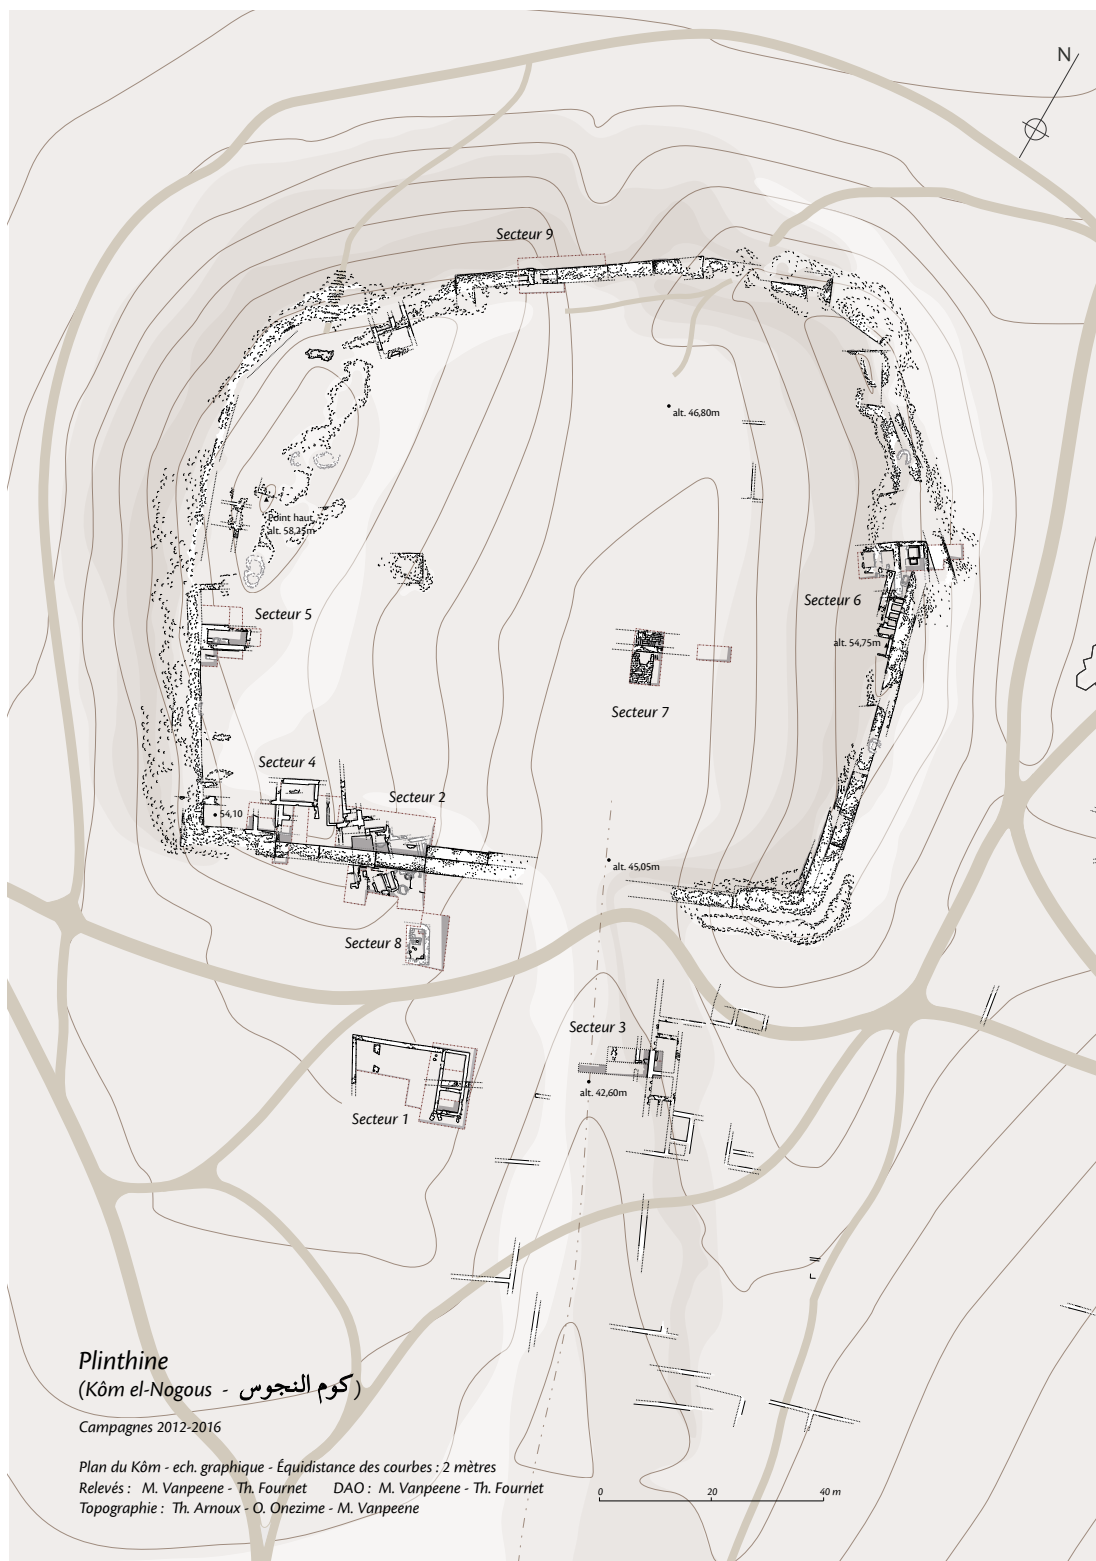 N
Secteur 9
alt. 46,80m
Point haut
alt. 58,25m
Secteur 6
Secteur 5
alt. 54,75m
Secteur 7
Secteur 4
Secteur 2
54,10
alt. 45,05m
Secteur 8
Secteur 3
alt. 42,60m
Secteur 1
Plinthine
(Kôm el-Nogous - كوم النجوس)
Campagnes 2012-2016
Plan du Kôm - ech. graphique - Équidistance des courbes : 2 mètres
Relevés : M. Vanpeene - Th. Fournet DAO : M. Vanpeene - Th. Fournet
Topographie : Th. Arnoux - O. Onezime - M. Vanpeene
0 20 40 m